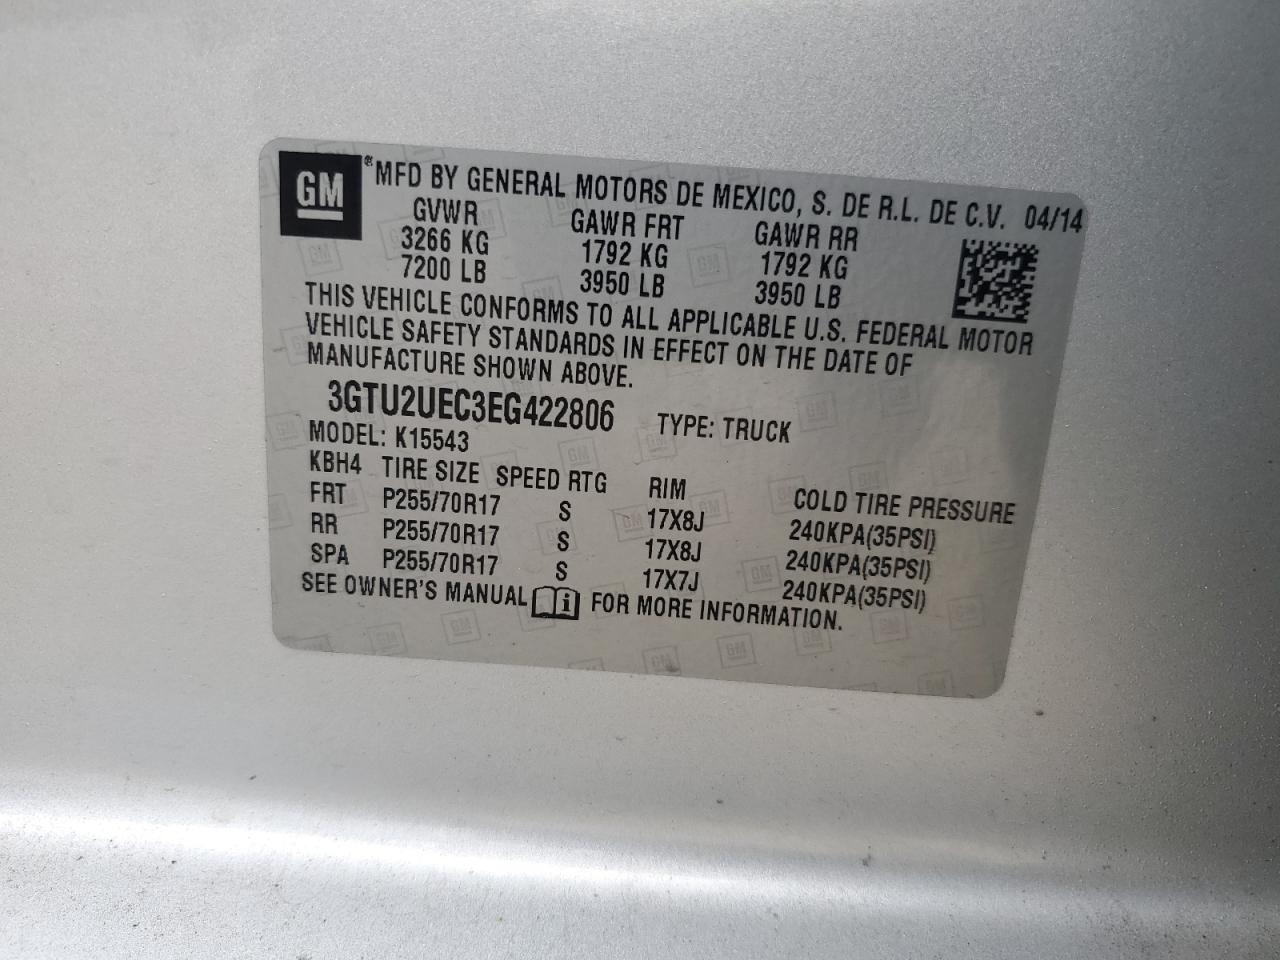 GM
® MFD BY GENERAL MOTORS DE MEXICO, S. DE R.L. DE C.V. 04/14
GVWR GAWR FRT GAWR RR
3266 KG 1792 KG 1792 KG
7200 LB 3950 LB 3950 LB
THIS VEHICLE CONFORMS TO ALL APPLICABLE U.S. FEDERAL MOTOR
VEHICLE SAFETY STANDARDS IN EFFECT ON THE DATE OF
MANUFACTURE SHOWN ABOVE.
3GTU2UEC3EG422806 TYPE: TRUCK
MODEL: K15543
KBH4 TIRE SIZE SPEED RTG RIM COLD TIRE PRESSURE
FRT P255/70R17 S 17X8J 240KPA(35PSI)
RR P255/70R17 S 17X8J 240KPA(35PSI)
SPA P255/70R17 S 17X7J 240KPA(35PSI)
SEE OWNER'S MANUAL i FOR MORE INFORMATION.